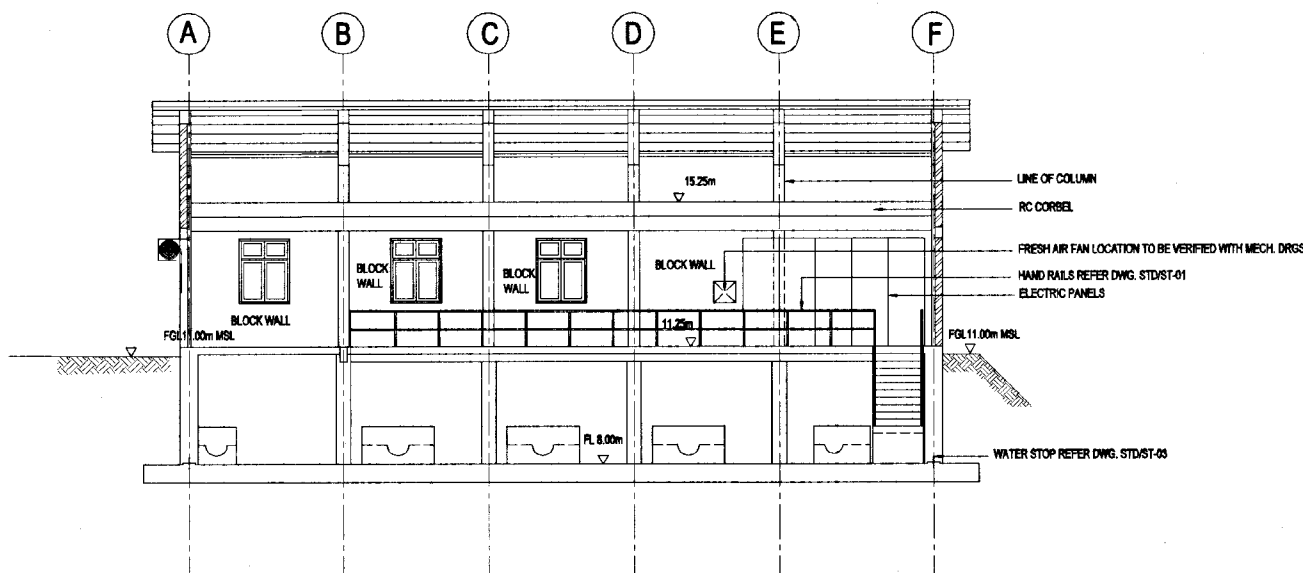 A B C D E F
15.25m
LINE OF COLUMN
RC CORBEL
FRESH AIR FAN LOCATION TO BE VERIFIED WITH MECH. DRGS
HAND RAILS REFER DWG. STD/ST-01
ELECTRIC PANELS
BLOCK WALL
BLOCK
WALL
BLOCK
WALL
BLOCK WALL
FGL11.00m MSL
11.25m
FGL11.00m MSL
FL 8.00m
WATER STOP REFER DWG. STD/ST-03